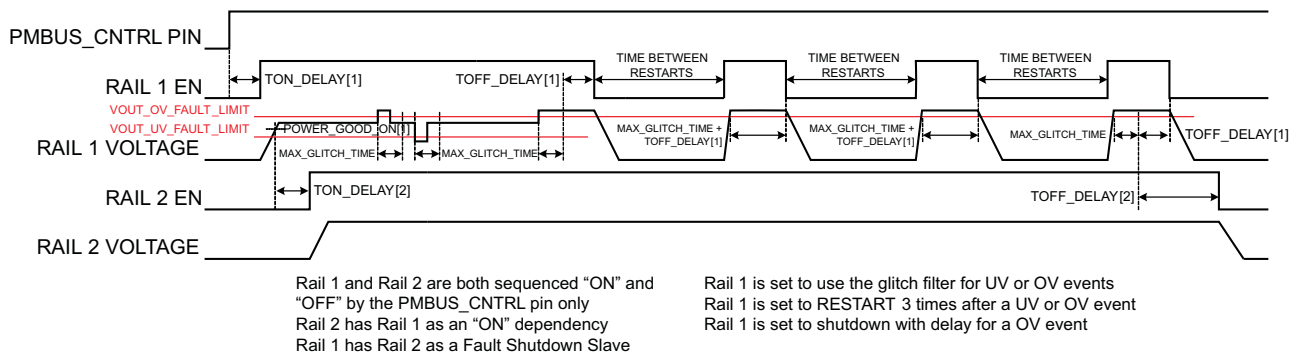 PMBUS_CNTRL PIN
TON_DELAY[1]
TOFF_DELAY[1]
TIME BETWEEN
RESTARTS
TIME BETWEEN
RESTARTS
TIME BETWEEN
RESTARTS
RAIL 1 EN
VOUT_OV_FAULT_LIMIT
VOUT_UV_FAULT_LIMIT
POWER_GOOD_ON[1]
RAIL 1 VOLTAGE
MAX_GLITCH_TIME
MAX_GLITCH_TIME
MAX_GLITCH_TIME +
TOFF_DELAY[1]
MAX_GLITCH_TIME +
TOFF_DELAY[1]
MAX_GLITCH_TIME
TOFF_DELAY[1]
RAIL 2 EN
TON_DELAY[2]
TOFF_DELAY[2]
RAIL 2 VOLTAGE
Rail 1 and Rail 2 are both sequenced “ON” and
“OFF” by the PMBUS_CNTRL pin only
Rail 2 has Rail 1 as an “ON” dependency
Rail 1 has Rail 2 as a Fault Shutdown Slave
Rail 1 is set to use the glitch filter for UV or OV events
Rail 1 is set to RESTART 3 times after a UV or OV event
Rail 1 is set to shutdown with delay for a OV event